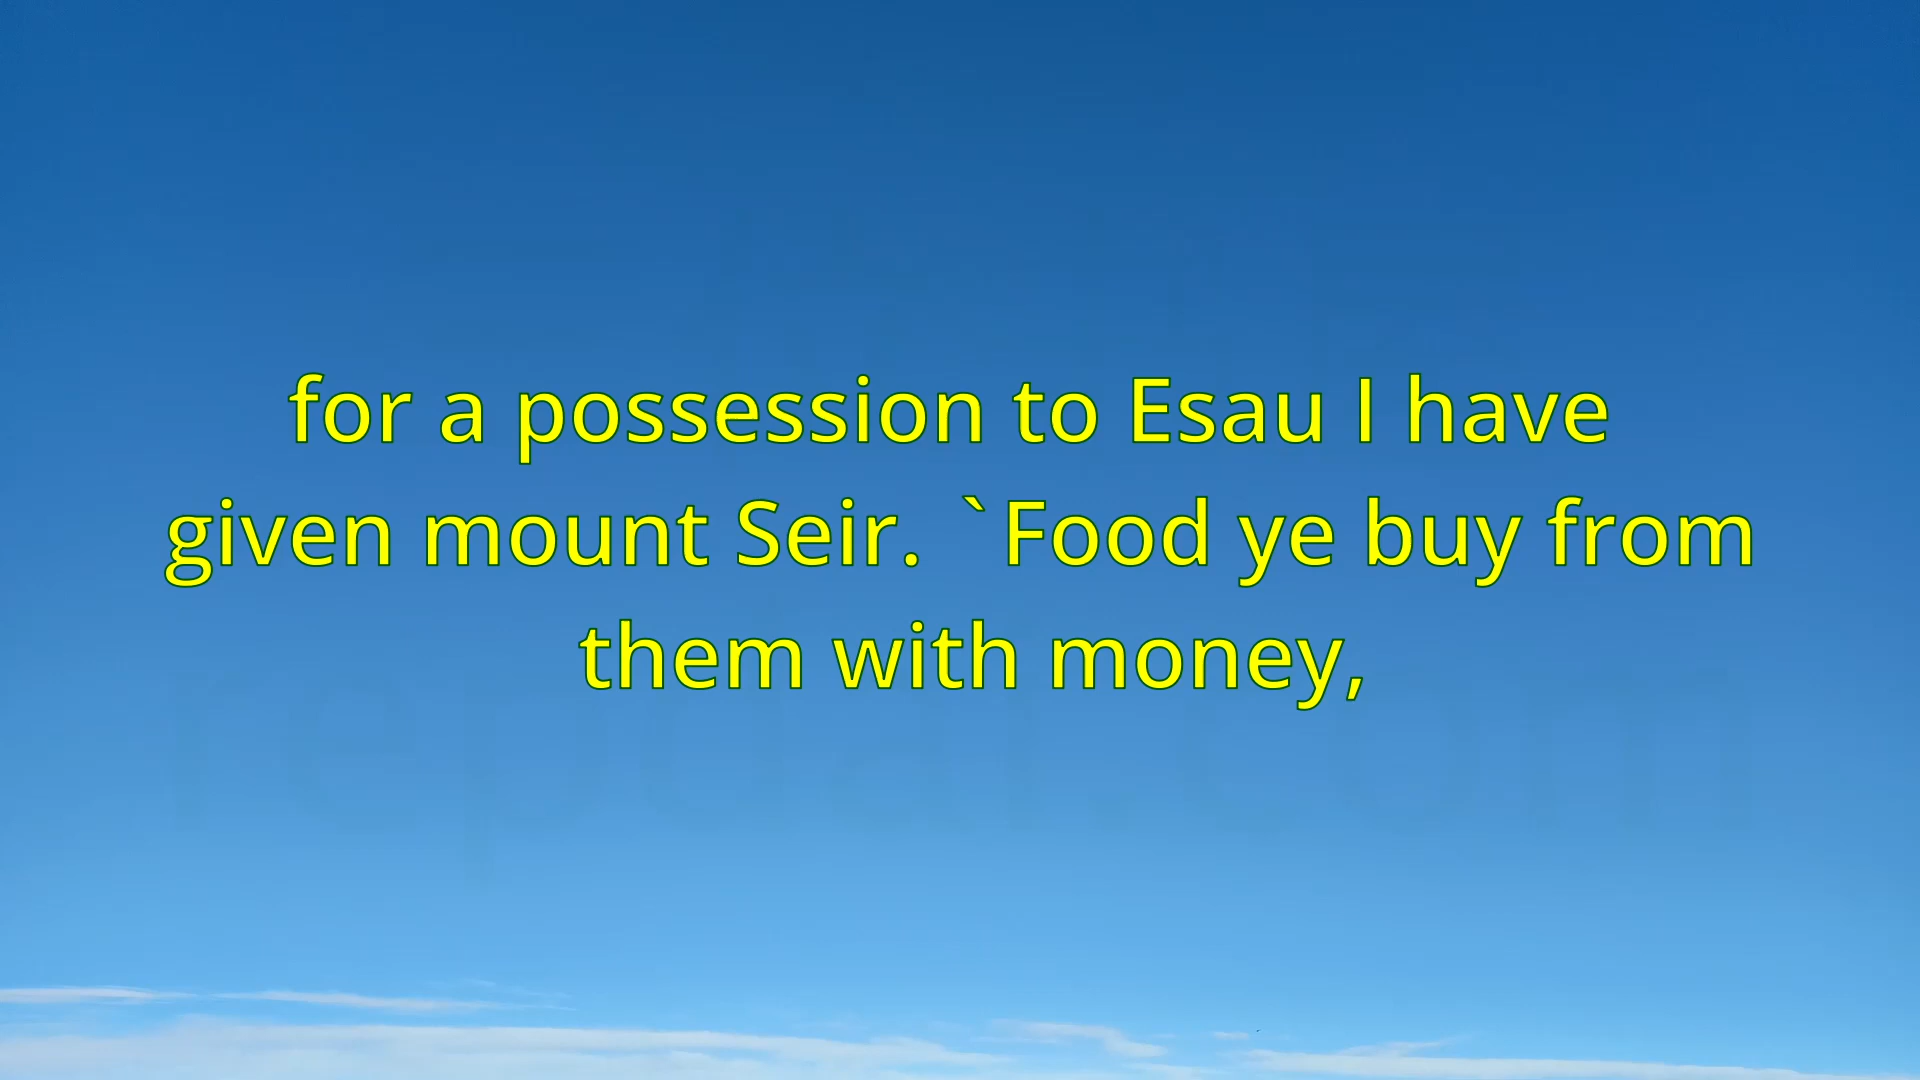 for a possession to Esau I have
given mount Seir. `Food ye buy from
them with money,